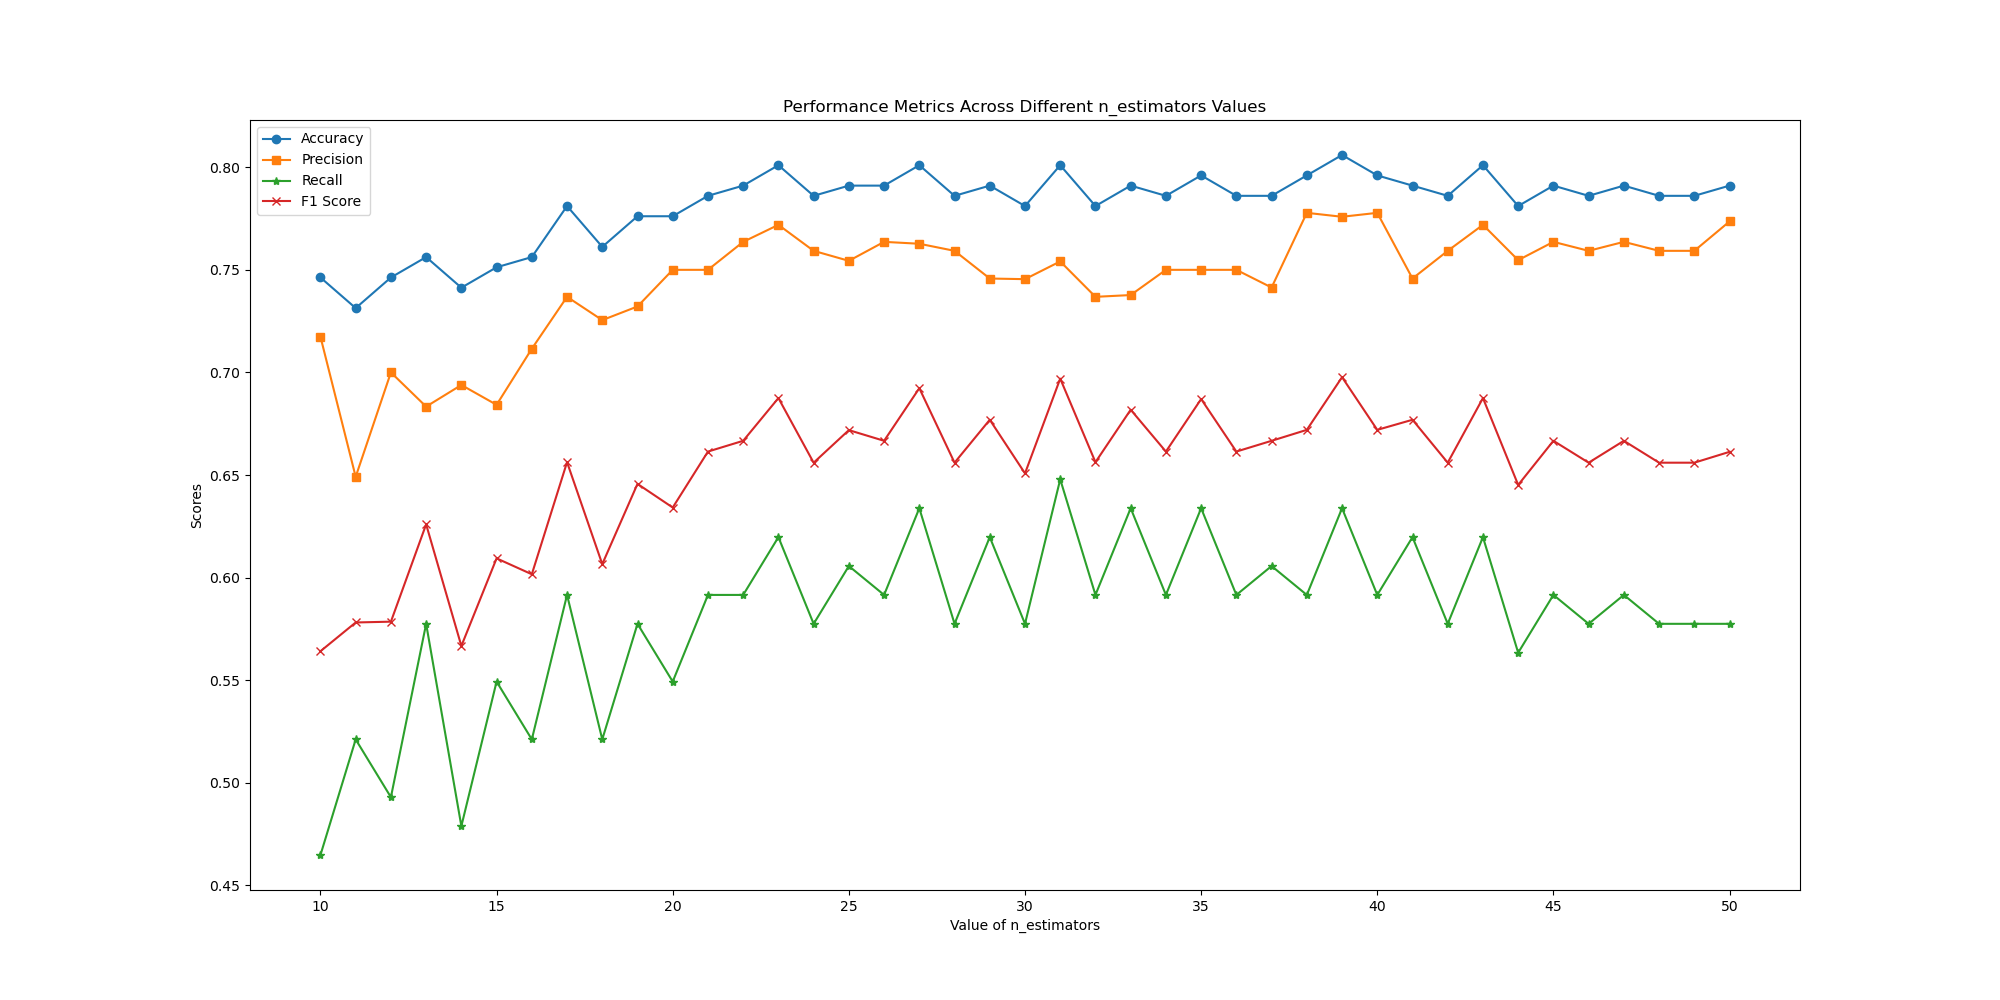 Performance Metrics Across Different n_estimators Values
Accuracy
Precision
Recall
F1 Score
0.80
0.75
0.70
0.65
0.60
0.55
0.50
0.45
Scores
10 15 20 25 30 35 40 45 50
Value of n_estimators